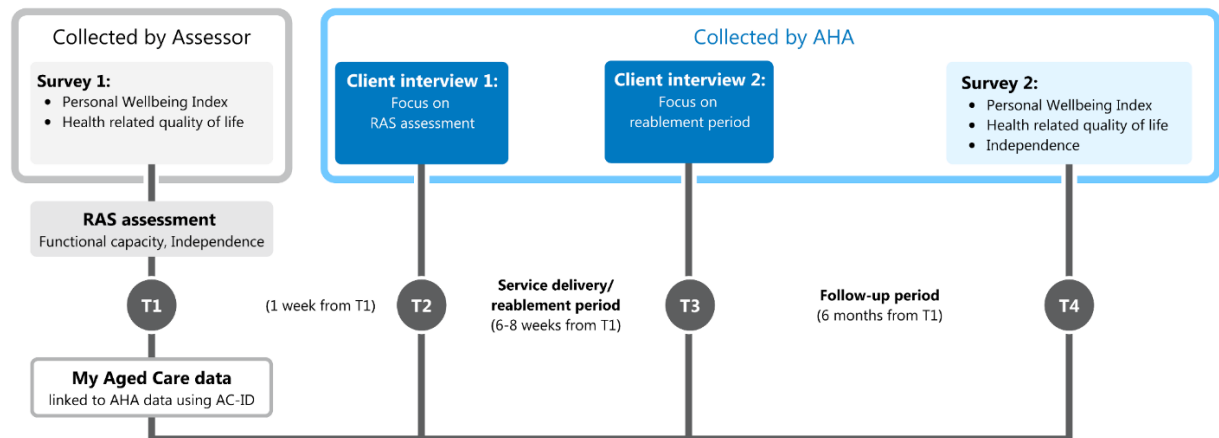 Collected by Assessor
Survey 1:
• Personal Wellbeing Index
• Health related quality of life
RAS assessment
Functional capacity, Independence
T1
My Aged Care data
linked to AHA data using AC-ID
(1 week from T1)
Collected by AHA
Client interview 1:
Focus on
RAS assessment
T2
Service delivery/
reablement period
(6-8 weeks from T1)
Client interview 2:
Focus on
reablement period
T3
Follow-up period
(6 months from T1)
Survey 2:
• Personal Wellbeing Index
• Health related quality of life
• Independence
T4